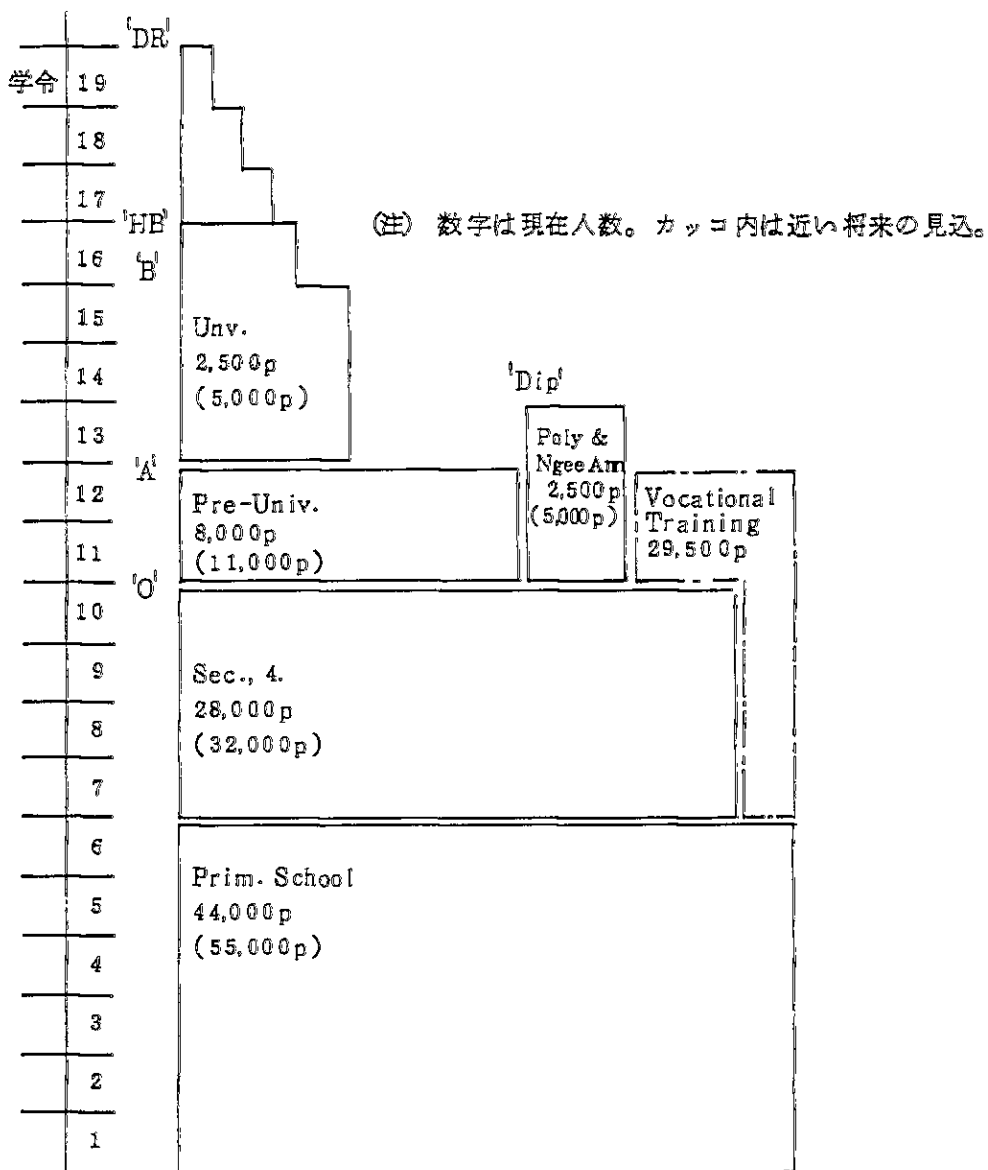 'DR'
学令 19
18
17
'HB'
(注) 数字は現在人数。カッコ内は近い将来の見込。
16
'B'
15
Unv.
2,500p
(5,000p)
14
'Dip'
13
Poly &
Ngee Ann
2,500p
(5,000p)
'A'
12
Pre-Univ.
8,000p
(11,000p)
Vocational
Training
29,500p
11
'O'
10
9
Sec., 4.
28,000p
(32,000p)
8
7
6
Prim. School
44,000p
(55,000p)
5
4
3
2
1